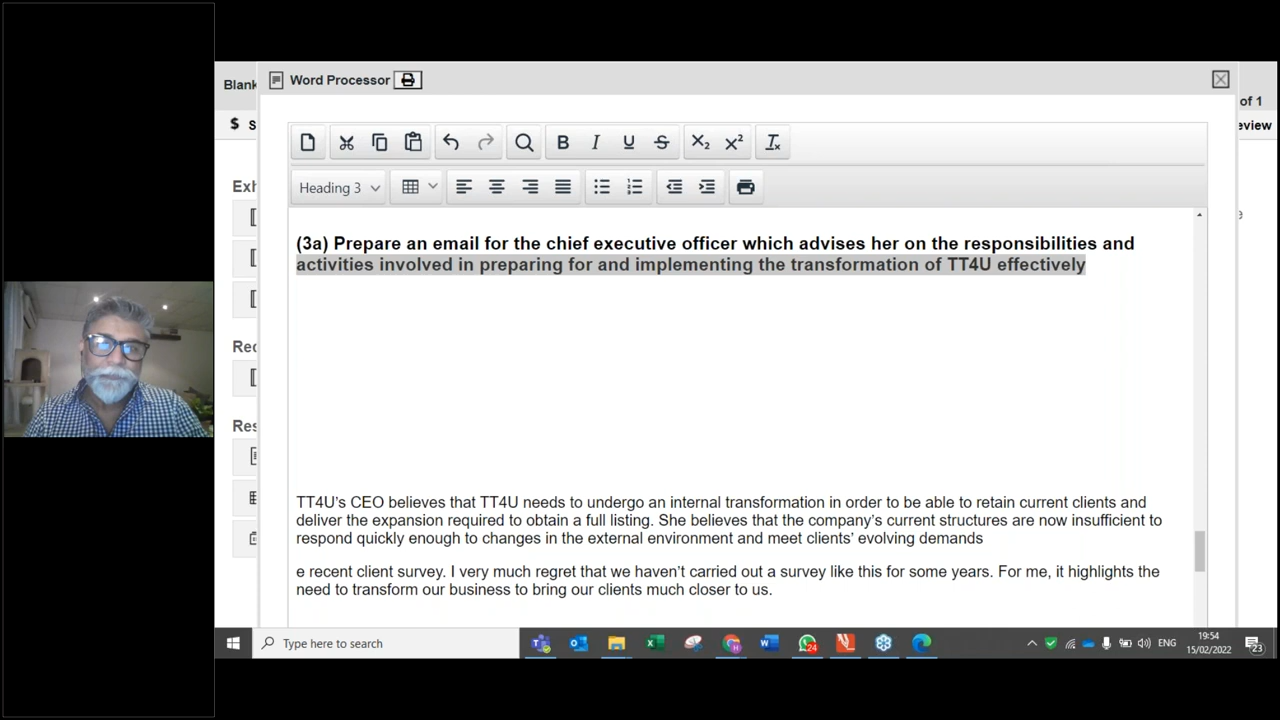 Blank
Word Processor
of 1
$ S
eview
B I U S X₂ X² Ix
Heading 3
Exh
Rec
Res
(3a) Prepare an email for the chief executive officer which advises her on the responsibilities and
activities involved in preparing for and implementing the transformation of TT4U effectively
TT4U's CEO believes that TT4U needs to undergo an internal transformation in order to be able to retain current clients and
deliver the expansion required to obtain a full listing. She believes that the company's current structures are now insufficient to
respond quickly enough to changes in the external environment and meet clients' evolving demands
e recent client survey. I very much regret that we haven't carried out a survey like this for some years. For me, it highlights the
need to transform our business to bring our clients much closer to us.
Type here to search
24
ENG
19:54
15/02/2022
23